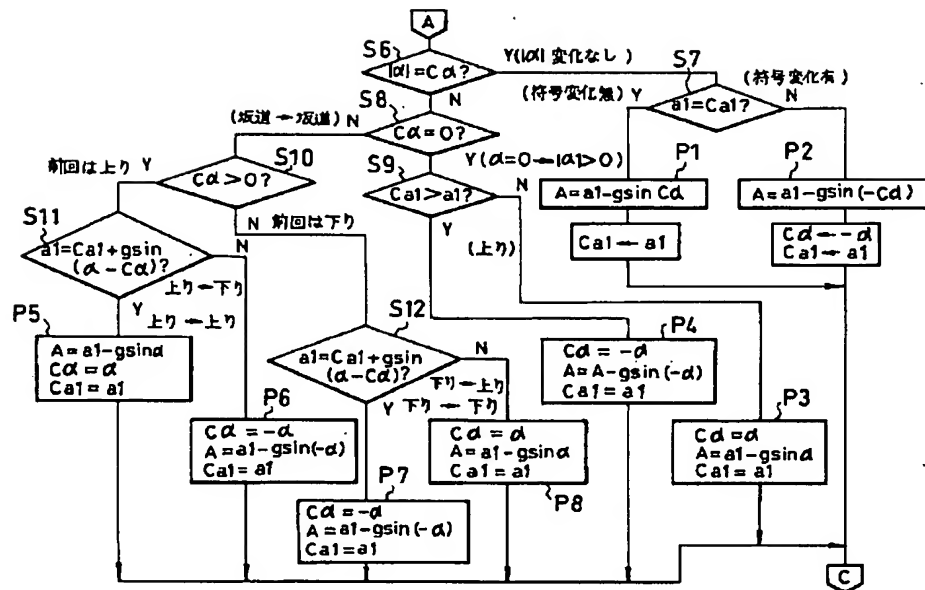 A
S6
|α|=Cα?
Y(|α| 変化なし)
N
S7
a1=Ca1?
(符号変化無) Y
N (符号変化有)
S8
Cα=0?
(坂道→坂道) N
Y(α=0→|α|>0)
S9
Ca1>a1?
N
(上り)
Y
P1
A=a1-gsin Cα
Ca1←a1
P2
A=a1-gsin(-Cα)
Cα←-α
Ca1←a1
S10
Cα>0?
前回は上り Y
N 前回は下り
S11
a1=Ca1+gsin
(α-Cα)?
N
上り→下り
Y
上り→上り
P5
A=a1-gsinα
Cα=α
Ca1=a1
P6
Cα=-α
A=a1-gsin(-α)
Ca1=a1
S12
a1=Ca1+gsin
(α-Cα)?
N
下り→上り
Y 下り→下り
P7
Cα=-α
A=a1-gsin(-α)
Ca1=a1
Cα=α
A=a1-gsinα
Ca1=a1
P8
P4
Cα=-α
A=A-gsin(-α)
Ca1=a1
P3
Cα=α
A=a1-gsinα
Ca1=a1
C